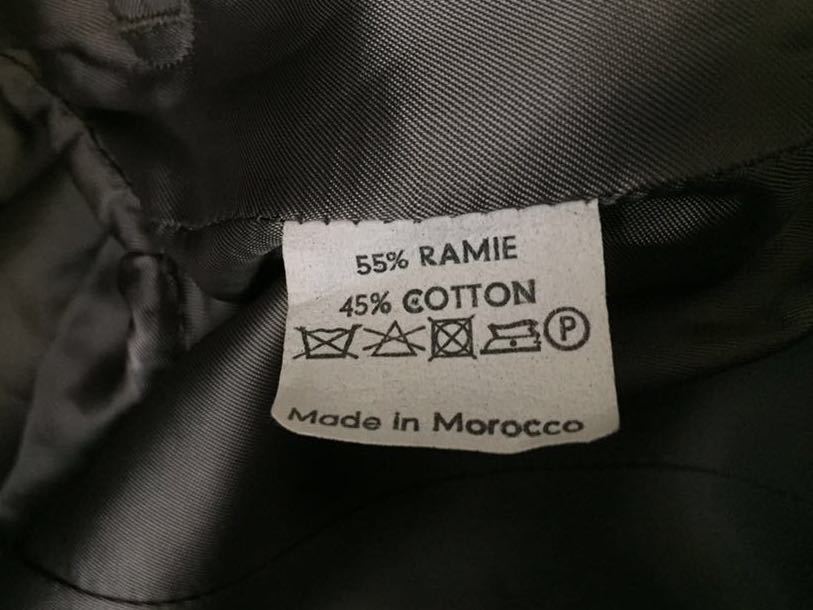 55% RAMIE
45% COTTON
P
Made in Morocco